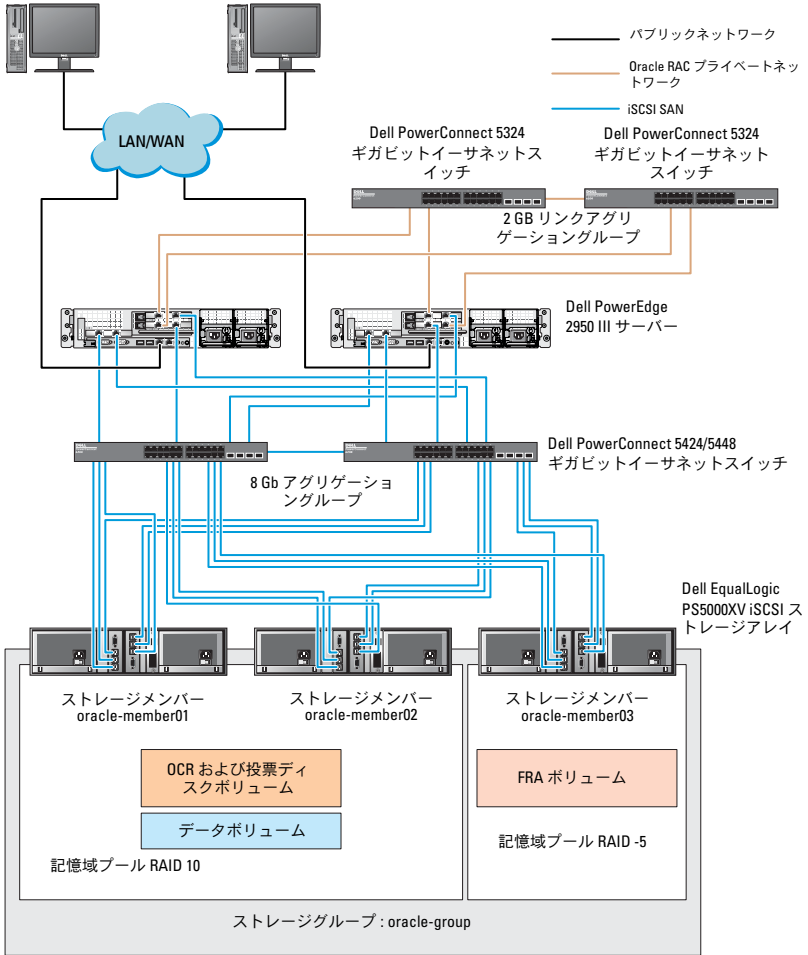 パブリックネットワーク
Oracle RAC プライベートネッ
トワーク
iSCSI SAN
LAN/WAN
Dell PowerConnect 5324
ギガビットイーサネットス
イッチ
Dell PowerConnect 5324
ギガビットイーサネット
スイッチ
2 GB リンクアグリ
ゲーショングループ
Dell PowerEdge
2950 III サーバー
Dell PowerConnect 5424/5448
ギガビットイーサネットスイッチ
8 Gb アグリゲーショ
ングループ
Dell EqualLogic
PS5000XV iSCSI ス
トレージアレイ
ストレージメンバー
oracle-member01
ストレージメンバー
oracle-member02
ストレージメンバー
oracle-member03
OCR および投票ディ
スクボリューム
データボリューム
FRA ボリューム
記憶域プール RAID 10
記憶域プール RAID -5
ストレージグループ : oracle-group